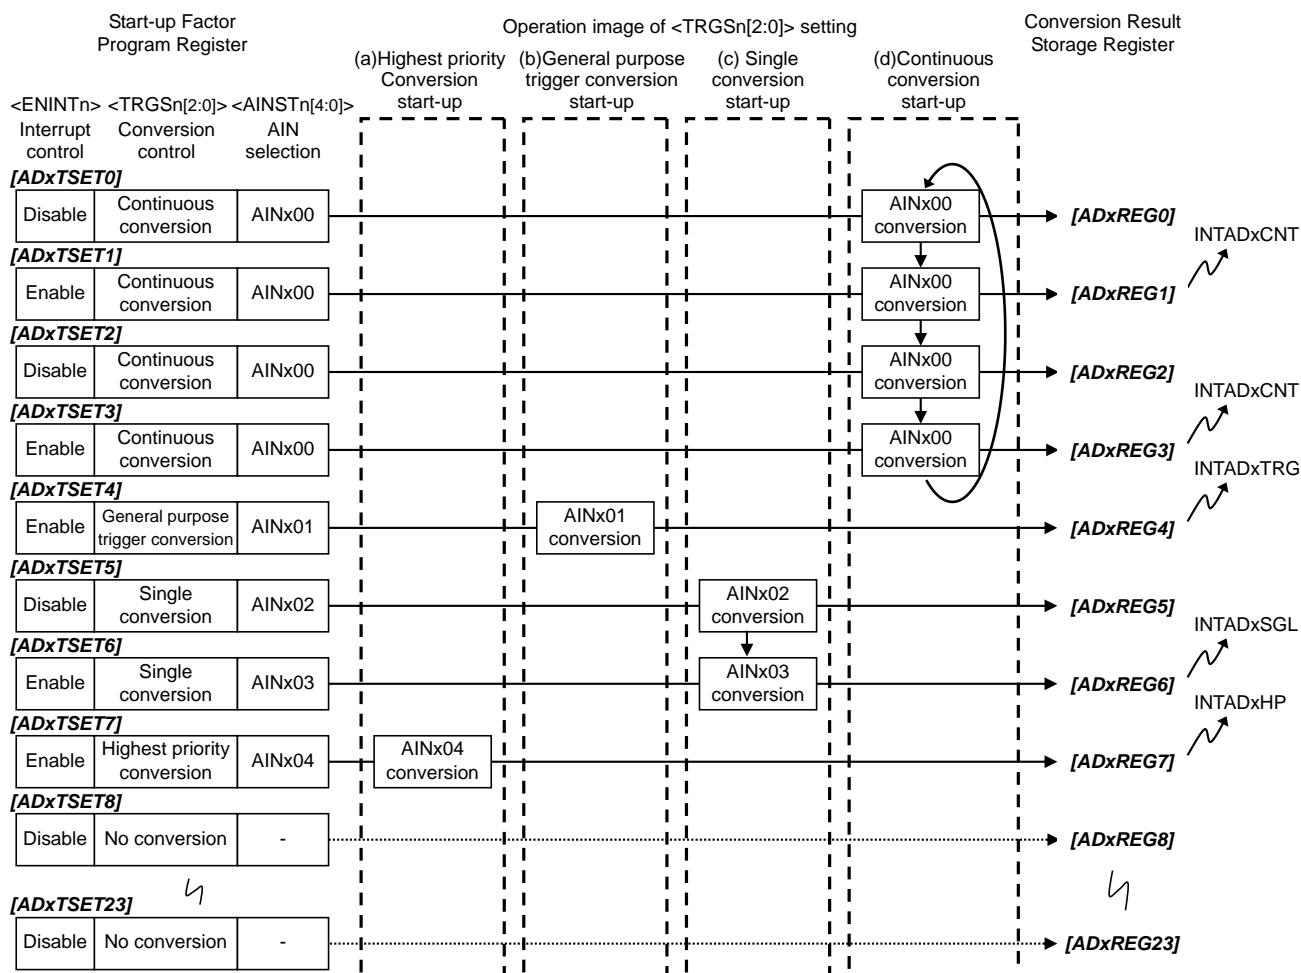 Start-up Factor
Program Register
Operation image of <TRGSn[2:0]> setting
Conversion Result
Storage Register
(a)Highest priority
Conversion
start-up
(b)General purpose
trigger conversion
start-up
(c) Single
conversion
start-up
(d)Continuous
conversion
start-up
<ENINTn> <TRGSn[2:0]> <AINSTn[4:0]>
Interrupt
control
Conversion
control
AIN
selection
[ADxTSET0]
Disable
Continuous
conversion
AINx00
AINx00
conversion
[ADxREG0]
INTADxCNT
[ADxTSET1]
Enable
Continuous
conversion
AINx00
AINx00
conversion
[ADxREG1]
[ADxTSET2]
Disable
Continuous
conversion
AINx00
AINx00
conversion
[ADxREG2]
INTADxCNT
[ADxTSET3]
Enable
Continuous
conversion
AINx00
AINx00
conversion
[ADxREG3]
INTADxTRG
[ADxTSET4]
Enable
General purpose
trigger conversion
AINx01
AINx01
conversion
[ADxREG4]
[ADxTSET5]
Disable
Single
conversion
AINx02
AINx02
conversion
[ADxREG5]
INTADxSGL
[ADxTSET6]
Enable
Single
conversion
AINx03
AINx03
conversion
[ADxREG6]
INTADxHP
[ADxTSET7]
Enable
Highest priority
conversion
AINx04
AINx04
conversion
[ADxREG7]
[ADxTSET8]
Disable
No conversion
-
[ADxREG8]
[ADxTSET23]
Disable
No conversion
-
[ADxREG23]